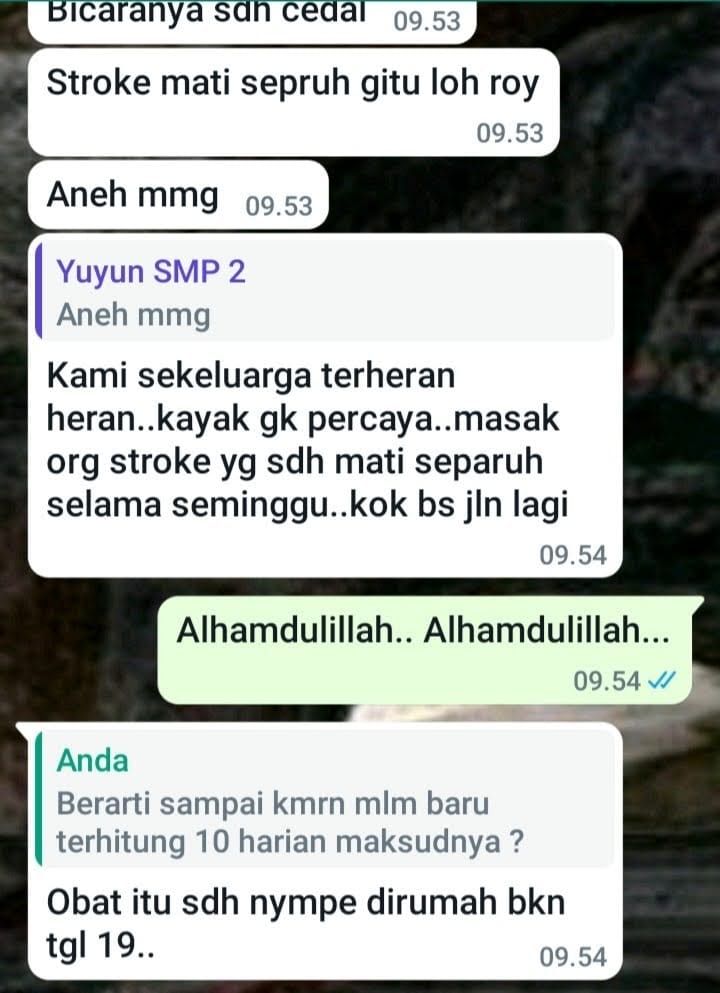 Bicaranya sdh cedal 09.53
Stroke mati sepruh gitu loh roy
09.53
Aneh mmg 09.53
Yuyun SMP 2
Aneh mmg
Kami sekeluarga terheran
heran..kayak gk percaya..masak
org stroke yg sdh mati separuh
selama seminggu..kok bs jln lagi
09.54
Alhamdulillah.. Alhamdulillah...
09.54
Anda
Berarti sampai kmrn mlm baru
terhitung 10 harian maksudnya ?
Obat itu sdh nympe dirumah bkn
tgl 19..
09.54